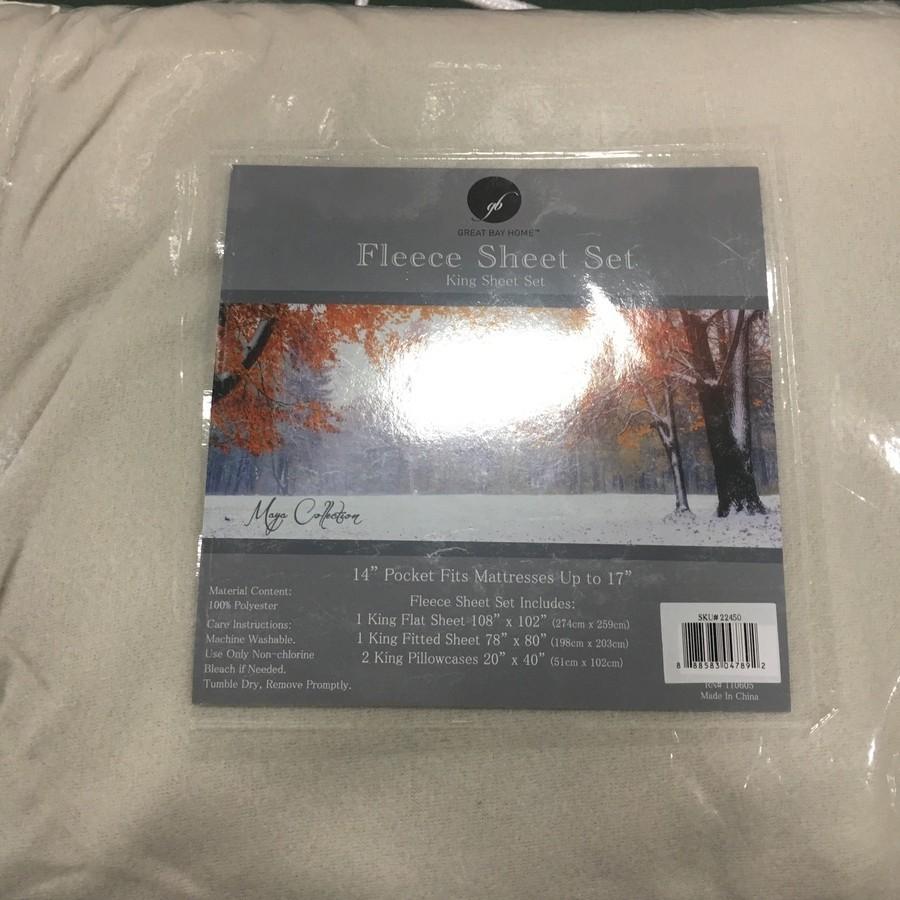 gb
GREAT BAY HOME™
Fleece Sheet Set
King Sheet Set
Maya Collection
14” Pocket Fits Mattresses Up to 17”
Fleece Sheet Set Includes:
1 King Flat Sheet 108” x 102” (274cm x 259cm)
1 King Fitted Sheet 78” x 80” (198cm x 203cm)
2 King Pillowcases 20” x 40” (51cm x 102cm)
Material Content:
100% Polyester
Care Instructions:
Machine Washable.
Use Only Non-chlorine
Bleach if Needed.
Tumble Dry, Remove Promptly.
SKU# 22450
8 88583 04789 2
RN# 110605
Made In China